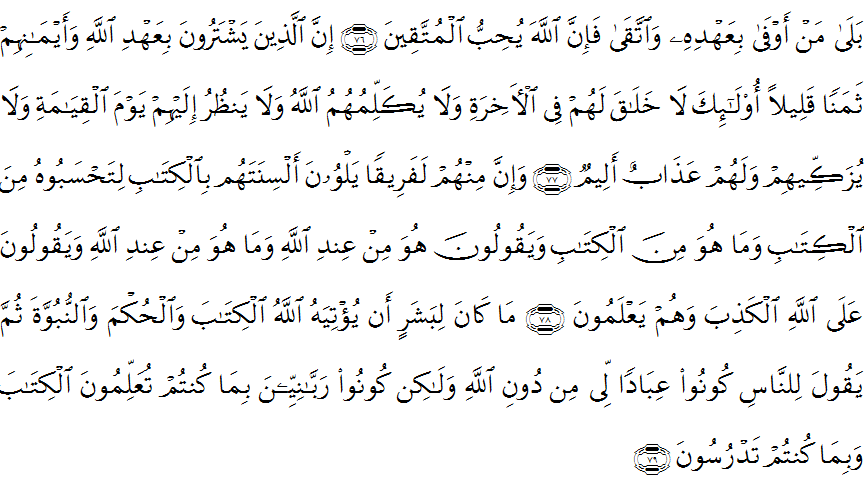 بَلَىٰ مَنْ أَوْفَىٰ بِعَهْدِهِۦ وَٱتَّقَىٰ فَإِنَّ ٱللَّهَ يُحِبُّ ٱلْمُتَّقِينَ ﴿٧٦﴾ إِنَّ ٱلَّذِينَ يَشْتَرُونَ بِعَهْدِ ٱللَّهِ وَأَيْمَـٰنِهِمْ
ثَمَنًا قَلِيلًا أُو۟لَـٰٓئِكَ لَا خَلَـٰقَ لَهُمْ فِى ٱلْأَخِرَةِ وَلَا يُكَلِّمُهُمُ ٱللَّهُ وَلَا يَنظُرُ إِلَيْهِمْ يَوْمَ ٱلْقِيَـٰمَةِ وَلَا
يُزَكِّيهِمْ وَلَهُمْ عَذَابٌ أَلِيمٌ ﴿٧٧﴾ وَإِنَّ مِنْهُمْ لَفَرِيقًا يَلْوُۥنَ أَلْسِنَتَهُم بِٱلْكِتَـٰبِ لِتَحْسَبُوهُ مِنَ
ٱلْكِتَـٰبِ وَمَا هُوَ مِنَ ٱلْكِتَـٰبِ وَيَقُولُونَ هُوَ مِنْ عِندِ ٱللَّهِ وَمَا هُوَ مِنْ عِندِ ٱللَّهِ وَيَقُولُونَ
عَلَى ٱللَّهِ ٱلْكَذِبَ وَهُمْ يَعْلَمُونَ ﴿٧٨﴾ مَا كَانَ لِبَشَرٍ أَن يُؤْتِيَهُ ٱللَّهُ ٱلْكِتَـٰبَ وَٱلْحُكْمَ وَٱلنُّبُوَّةَ ثُمَّ
يَقُولَ لِلنَّاسِ كُونُوا۟ عِبَادًا لِّى مِن دُونِ ٱللَّهِ وَلَـٰكِن كُونُوا۟ رَبَّـٰنِيِّـۧنَ بِمَا كُنتُمْ تُعَلِّمُونَ ٱلْكِتَـٰبَ
وَبِمَا كُنتُمْ تَدْرُسُونَ ﴿٧٩﴾